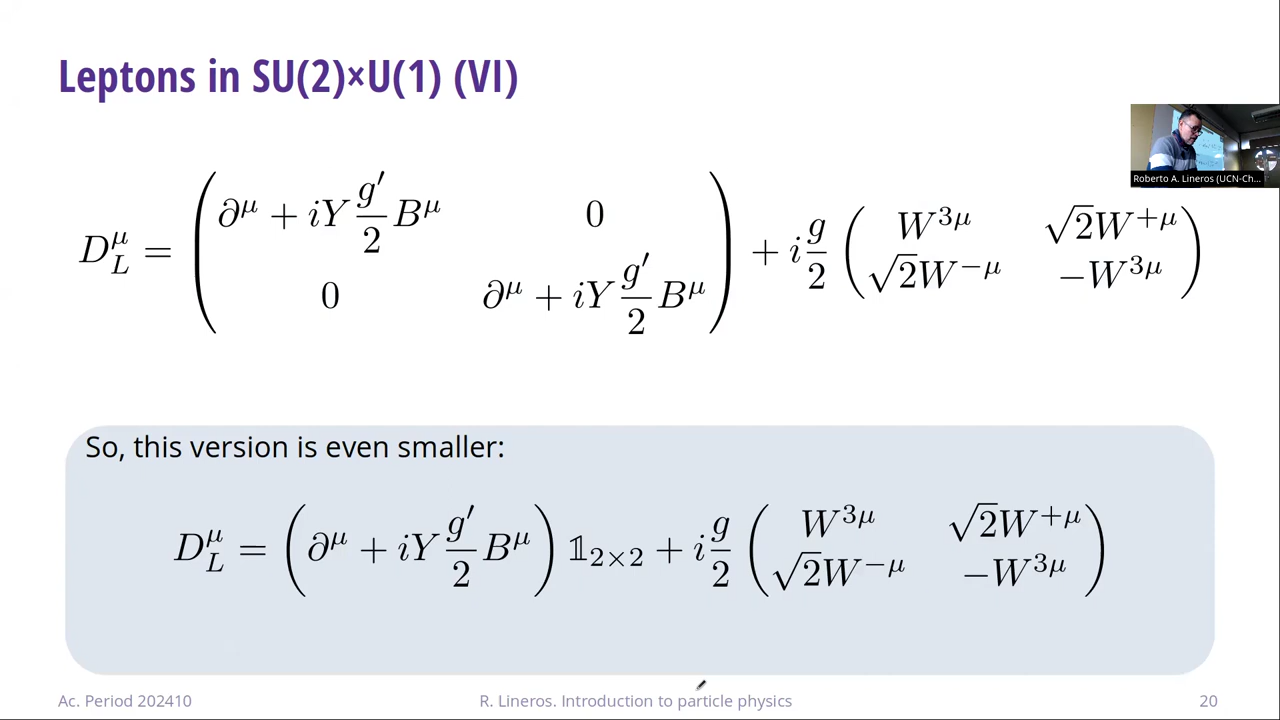 Leptons in SU(2)×U(1) (VI)
Roberto A. Lineros (UCN-Ch...
D_L^μ = ( ∂^μ + iY g′/2 B^μ   0 ; 0   ∂^μ + iY g′/2 B^μ ) + i g/2 ( W^{3μ}   √2W^{+μ} ; √2W^{−μ}   −W^{3μ} )
So, this version is even smaller:
D_L^μ = ( ∂^μ + iY g′/2 B^μ ) 𝟙_{2×2} + i g/2 ( W^{3μ}   √2W^{+μ} ; √2W^{−μ}   −W^{3μ} )
Ac. Period 202410
R. Lineros. Introduction to particle physics
20